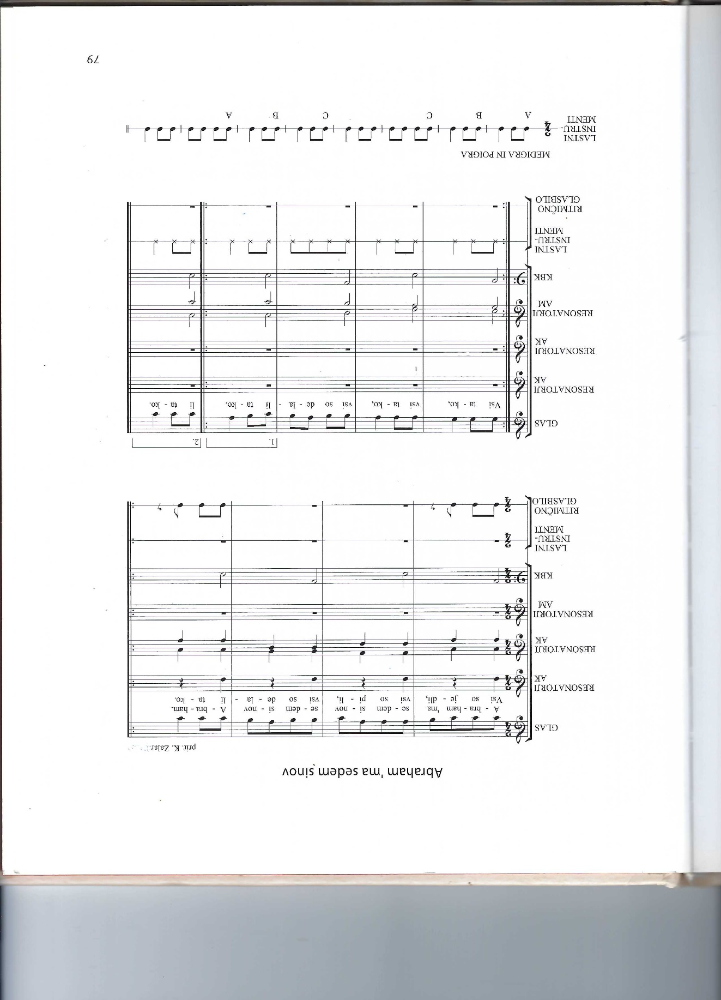 Abraham 'ma sedem sinov
prir. K. Zalar
GLAS
A - bra - ham 'ma se - dem si - nov se - dem si - nov A - bra - ham.
Vsi so je - dli, vsi so pi - li, vsi so de - la - li ta - ko.
RESONATORJI
AK
RESONATORJI
AK
RESONATORJI
AM
KBK
LASTNI
INSTRU-
MENTI
RITMIČNO
GLASBILO
1. 2.
GLAS
Vsi ta - ko, vsi ta - ko, vsi so de - la - li ta - ko. li ta - ko.
RESONATORJI
AK
RESONATORJI
AK
RESONATORJI
AM
KBK
LASTNI
INSTRU-
MENTI
RITMIČNO
GLASBILO
MEDIGRA IN POIGRA
LASTNI
INSTRU-
MENTI
A B C C B A
79